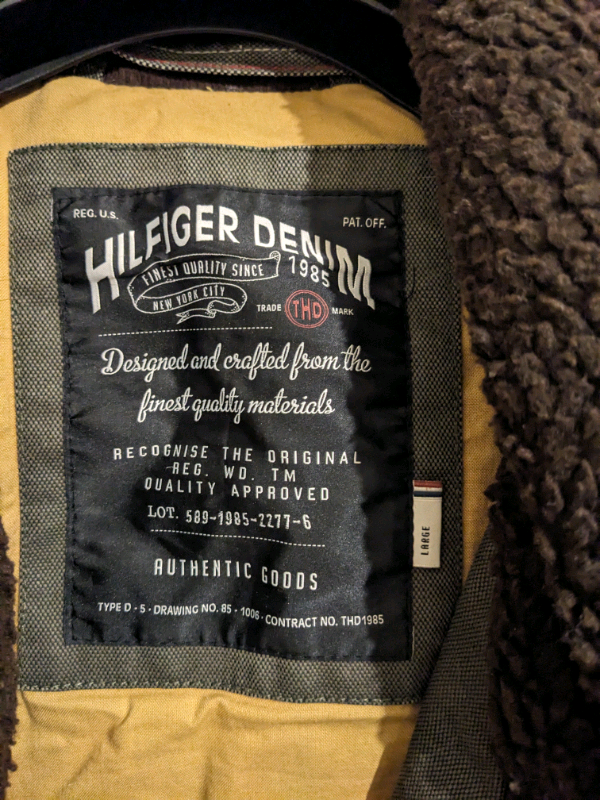 REG. U.S.
PAT. OFF.
HILFIGER DENIM
FINEST QUALITY SINCE 1985
NEW YORK CITY
TRADE THD MARK
Designed and crafted from the
finest quality materials
RECOGNISE THE ORIGINAL
REG. WD. TM
QUALITY APPROVED
LOT. 589-1985-2277-6
AUTHENTIC GOODS
TYPE D - 5 - DRAWING NO. 85 - 1006 - CONTRACT NO. THD1985
LARGE